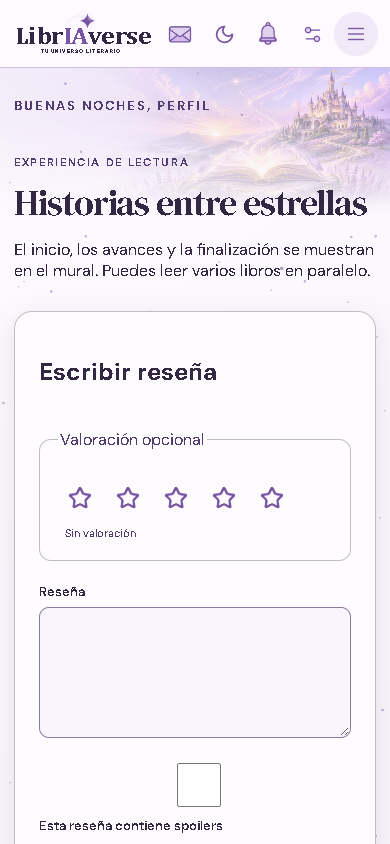 LibrIAverse
TU UNIVERSO LITERARIO
BUENAS NOCHES, PERFIL
EXPERIENCIA DE LECTURA
Historias entre estrellas
El inicio, los avances y la finalización se muestran
en el mural. Puedes leer varios libros en paralelo.
Escribir reseña
Valoración opcional
Sin valoración
Reseña
Esta reseña contiene spoilers